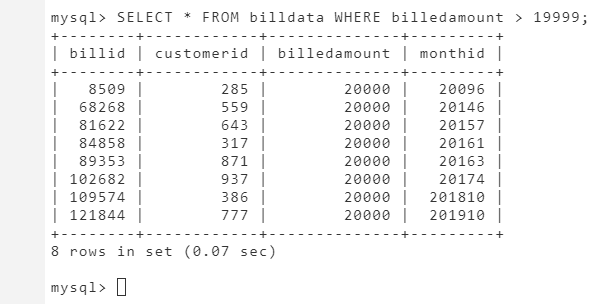 mysql> SELECT * FROM billdata WHERE billedamount > 19999;
+--------+------------+--------------+---------+
| billid | customerid | billedamount | monthid |
+--------+------------+--------------+---------+
|   8509 |        285 |        20000 |   20096 |
|  68268 |        559 |        20000 |   20146 |
|  81622 |        643 |        20000 |   20157 |
|  84858 |        317 |        20000 |   20161 |
|  89353 |        871 |        20000 |   20163 |
| 102682 |        937 |        20000 |   20174 |
| 109574 |        386 |        20000 |  201810 |
| 121844 |        777 |        20000 |  201910 |
+--------+------------+--------------+---------+
8 rows in set (0.07 sec)
mysql>